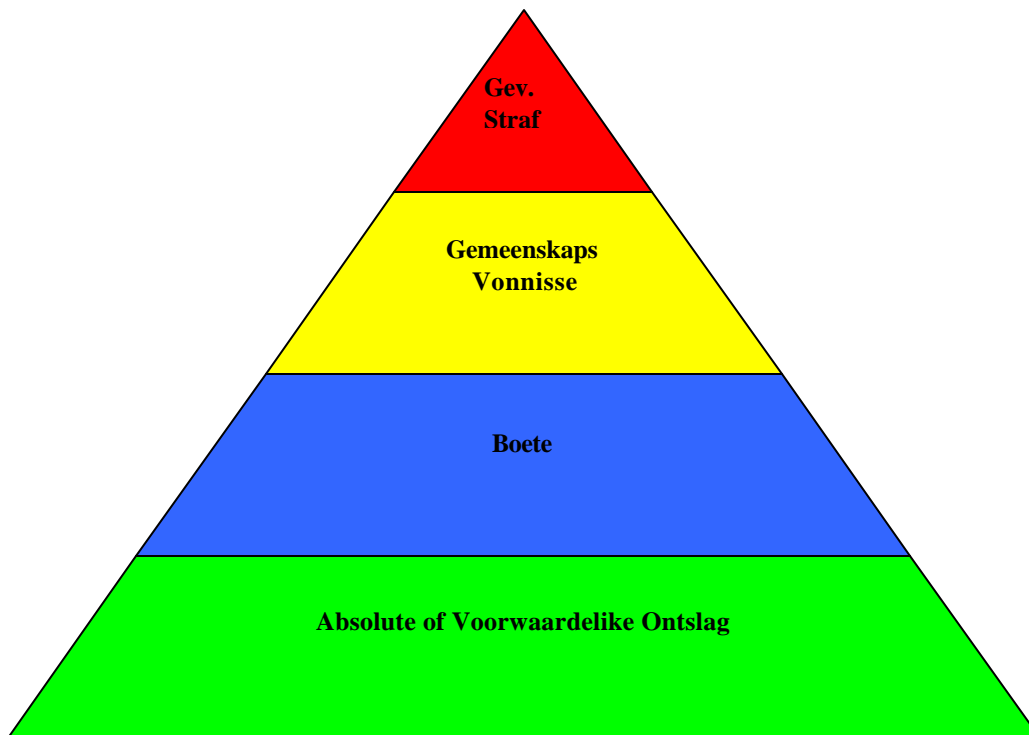 Gev.
Straf
Gemeenskaps
Vonnisse
Boete
Absolute of Voorwaardelike Ontslag